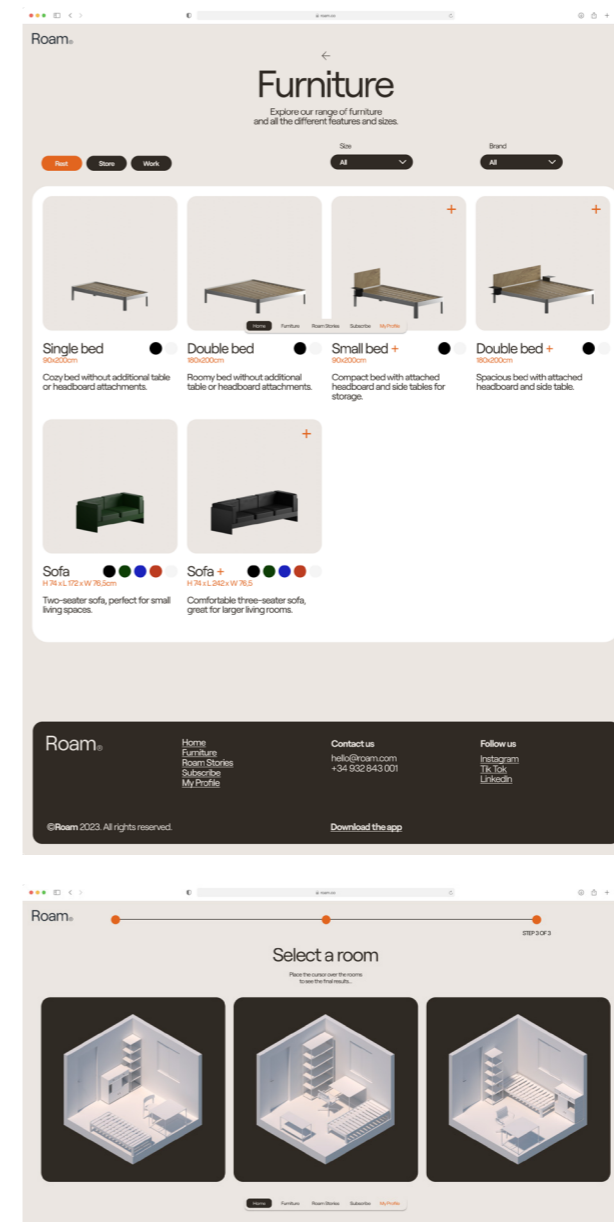 roam.co
Roam®
Furniture
Explore our range of furniture
and all the different features and sizes.
Size
Brand
Rest
Store
Work
All
All
Home
Furniture
Roam Stories
Subscribe
My Profile
Single bed
90x200cm
Cozy bed without additional table
or headboard attachments.
Double bed
180x200cm
Roomy bed without additional
table or headboard attachments.
Small bed +
90x200cm
Compact bed with attached
headboard and side tables for
storage.
Double bed +
180x200cm
Spacious bed with attached
headboard and side table.
Sofa
H 74 x L 172 x W 76,5cm
Two-seater sofa, perfect for small
living spaces.
Sofa +
H 74 x L 242 x W 76,5
Comfortable three-seater sofa,
great for larger living rooms.
Roam®
Home
Furniture
Roam Stories
Subscribe
My Profile
Contact us
hello@roam.com
+34 932 843 001
Follow us
Instagram
Tik Tok
LinkedIn
©Roam 2023. All rights reserved.
Download the app
roam.co
Roam®
STEP 3 OF 3
Select a room
Place the cursor over the rooms
to see the final results...
Home
Furniture
Roam Stories
Subscribe
My Profile